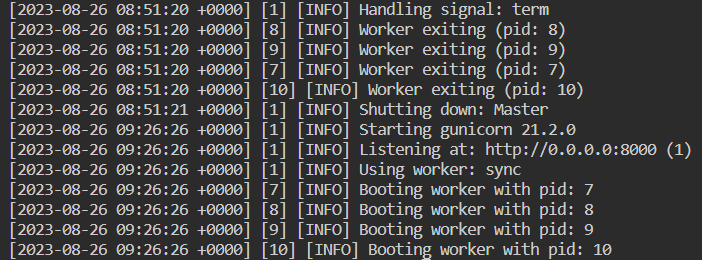 [2023-08-26 08:51:20 +0000] [1] [INFO] Handling signal: term
[2023-08-26 08:51:20 +0000] [8] [INFO] Worker exiting (pid: 8)
[2023-08-26 08:51:20 +0000] [9] [INFO] Worker exiting (pid: 9)
[2023-08-26 08:51:20 +0000] [7] [INFO] Worker exiting (pid: 7)
[2023-08-26 08:51:20 +0000] [10] [INFO] Worker exiting (pid: 10)
[2023-08-26 08:51:21 +0000] [1] [INFO] Shutting down: Master
[2023-08-26 09:26:26 +0000] [1] [INFO] Starting gunicorn 21.2.0
[2023-08-26 09:26:26 +0000] [1] [INFO] Listening at: http://0.0.0.0:8000 (1)
[2023-08-26 09:26:26 +0000] [1] [INFO] Using worker: sync
[2023-08-26 09:26:26 +0000] [7] [INFO] Booting worker with pid: 7
[2023-08-26 09:26:26 +0000] [8] [INFO] Booting worker with pid: 8
[2023-08-26 09:26:26 +0000] [9] [INFO] Booting worker with pid: 9
[2023-08-26 09:26:26 +0000] [10] [INFO] Booting worker with pid: 10